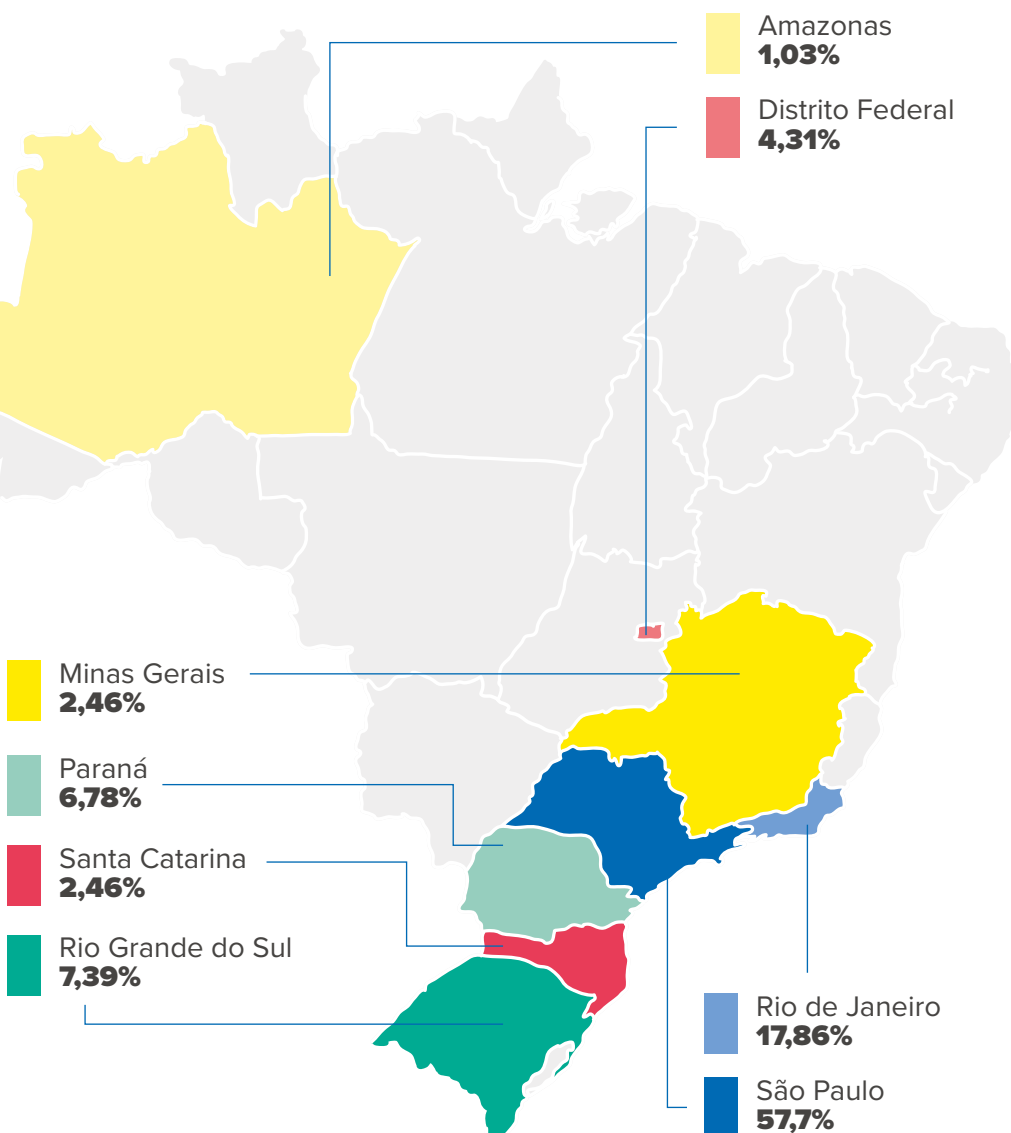 Amazonas
1,03%
Distrito Federal
4,31%
Minas Gerais
2,46%
Paraná
6,78%
Santa Catarina
2,46%
Rio Grande do Sul
7,39%
Rio de Janeiro
17,86%
São Paulo
57,7%